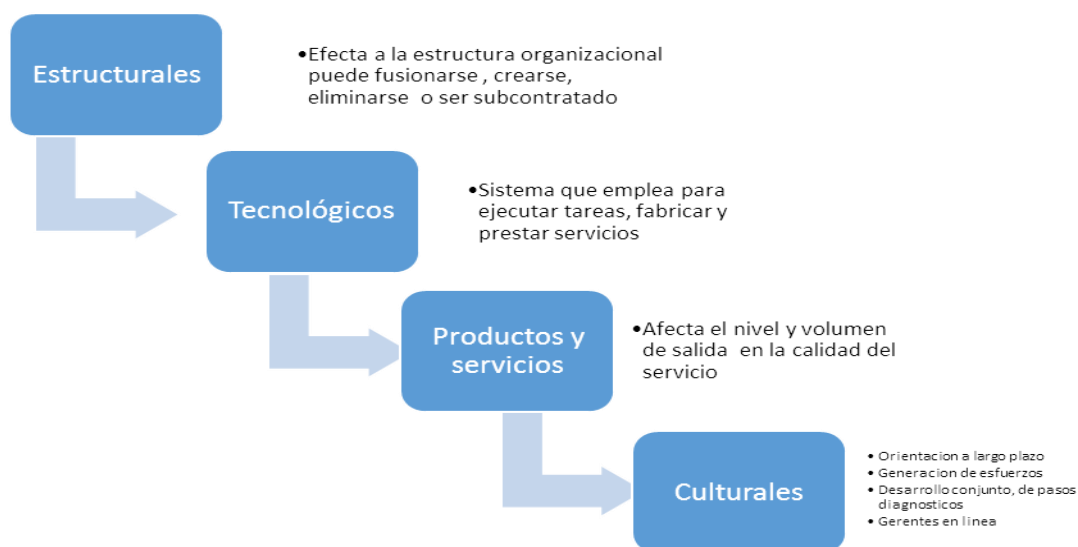 Estructurales
•Efecta a la estructura organizacional
puede fusionarse , crearse,
eliminarse o ser subcontratado
Tecnológicos
•Sistema que emplea para
ejecutar tareas, fabricar y
prestar servicios
Productos y
servicios
•Afecta el nivel y volumen
de salida en la calidad del
servicio
Culturales
• Orientacion a largo plazo
• Generacion de esfuerzos
• Desarrollo conjunto, de pasos
diagnosticos
• Gerentes en linea